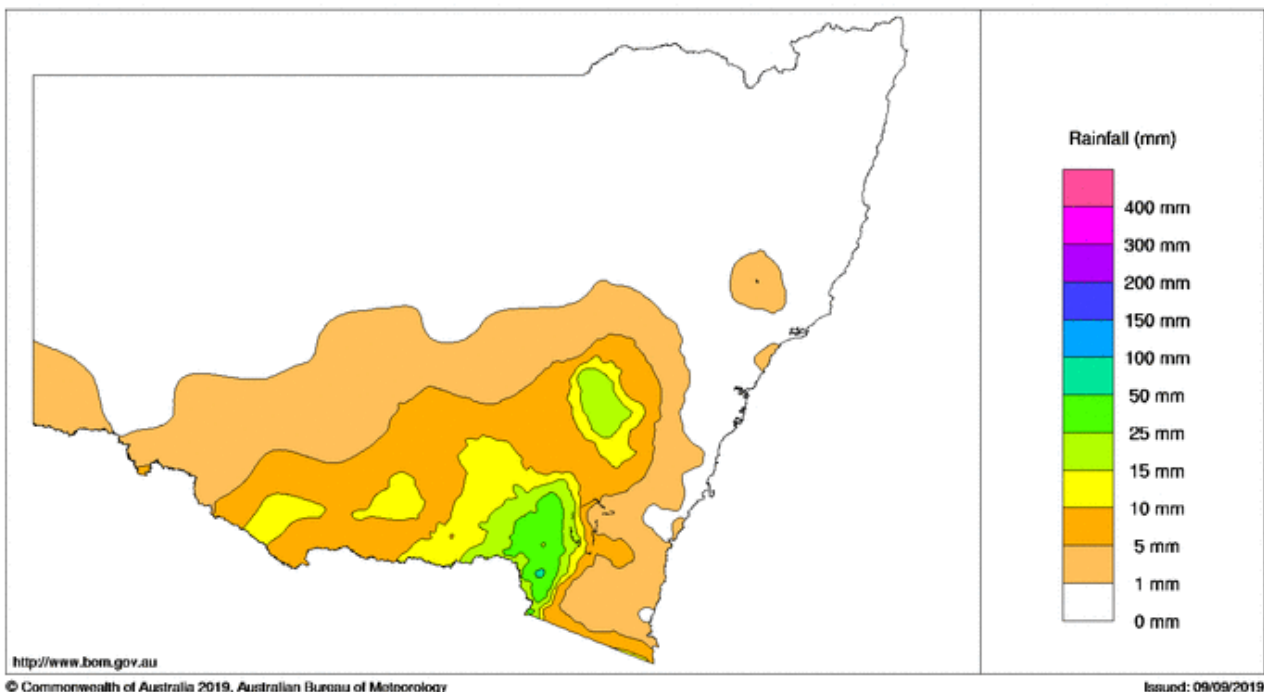 Rainfall (mm)
400 mm
300 mm
200 mm
150 mm
100 mm
50 mm
25 mm
15 mm
10 mm
5 mm
1 mm
0 mm
http://www.bom.gov.au
© Commonwealth of Australia 2019, Australian Bureau of Meteorology
Issued: 09/09/2019